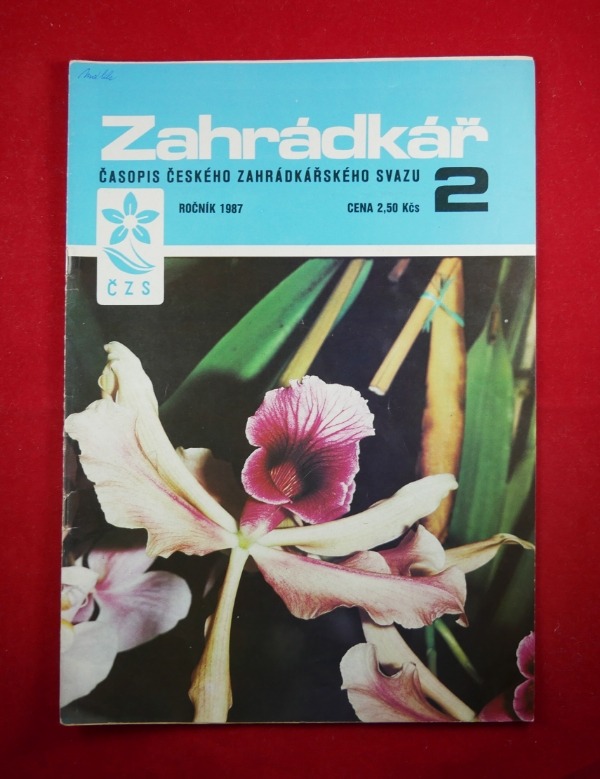 Zahrádkář
ČASOPIS ČESKÉHO ZAHRÁDKÁŘSKÉHO SVAZU
2
ROČNÍK 1987
CENA 2,50 Kčs
ČZS